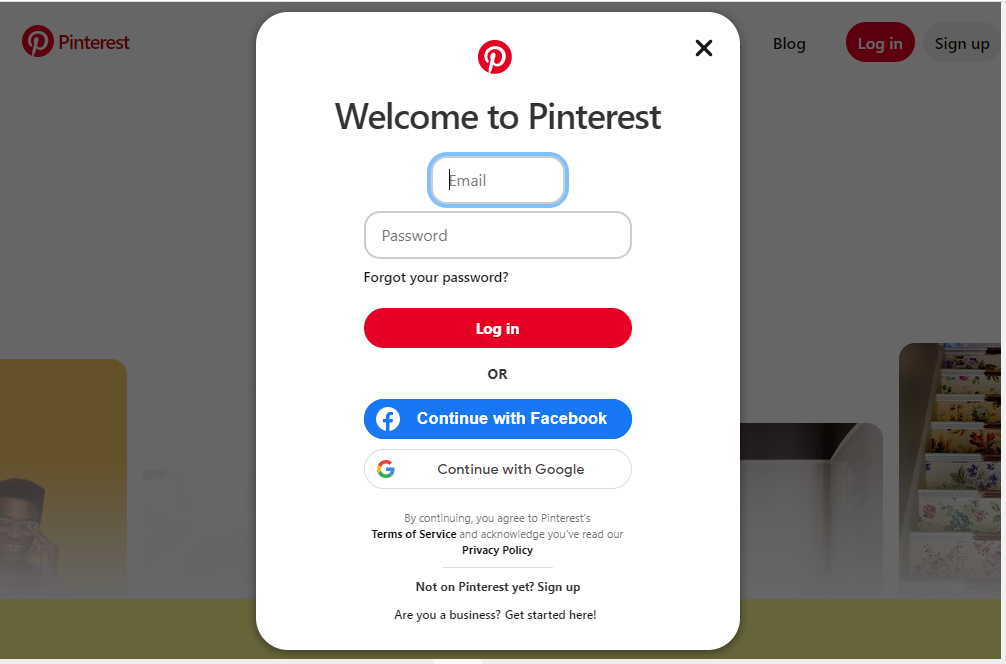 Pinterest
Blog
Log in
Sign up
Welcome to Pinterest
Email
Password
Forgot your password?
Log in
OR
Continue with Facebook
Continue with Google
By continuing, you agree to Pinterest's
Terms of Service and acknowledge you've read our
Privacy Policy
Not on Pinterest yet? Sign up
Are you a business? Get started here!